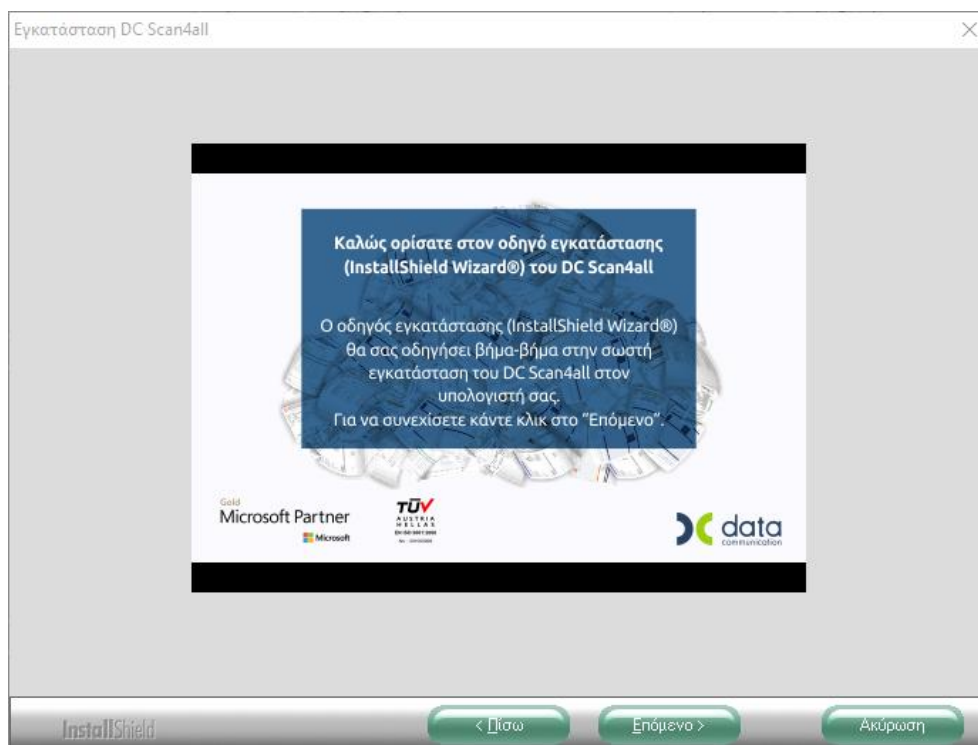 Εγκατάσταση DC Scan4all
Καλώς ορίσατε στον οδηγό εγκατάστασης
(InstallShield Wizard®) του DC Scan4all
Ο οδηγός εγκατάστασης (InstallShield Wizard®)
θα σας οδηγήσει βήμα-βήμα στην σωστή
εγκατάσταση του DC Scan4all στον
υπολογιστή σας.
Για να συνεχίσετε κάντε κλικ στο “Επόμενο”.
Gold
Microsoft Partner
Microsoft
TÜV
AUSTRIA
HELLAS
data
communication
InstallShield
< Πίσω
Επόμενο >
Ακύρωση